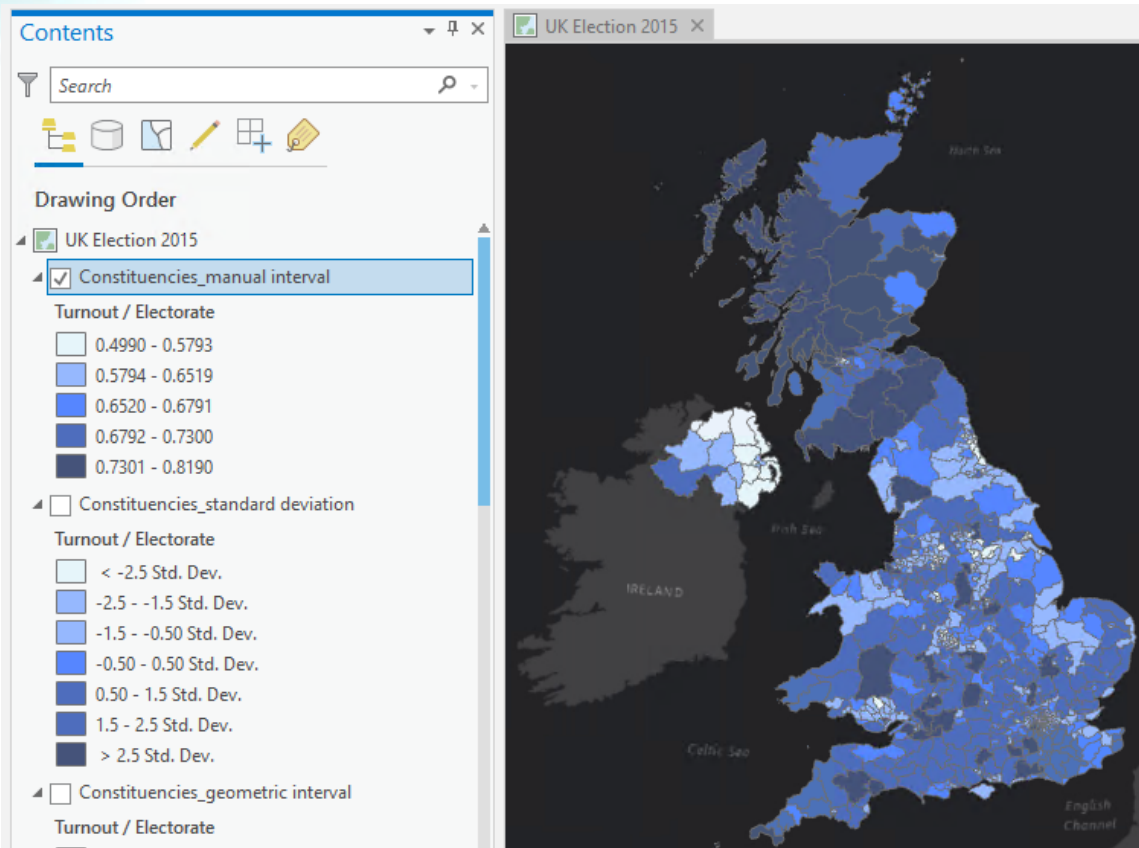 Contents
Search
Drawing Order
UK Election 2015
Constituencies_manual interval
Turnout / Electorate
0.4990 - 0.5793
0.5794 - 0.6519
0.6520 - 0.6791
0.6792 - 0.7300
0.7301 - 0.8190
Constituencies_standard deviation
Turnout / Electorate
< -2.5 Std. Dev.
-2.5 - -1.5 Std. Dev.
-1.5 - -0.50 Std. Dev.
-0.50 - 0.50 Std. Dev.
0.50 - 1.5 Std. Dev.
1.5 - 2.5 Std. Dev.
> 2.5 Std. Dev.
Constituencies_geometric interval
Turnout / Electorate
UK Election 2015
North Sea
Irish Sea
IRELAND
Celtic Sea
English
Channel